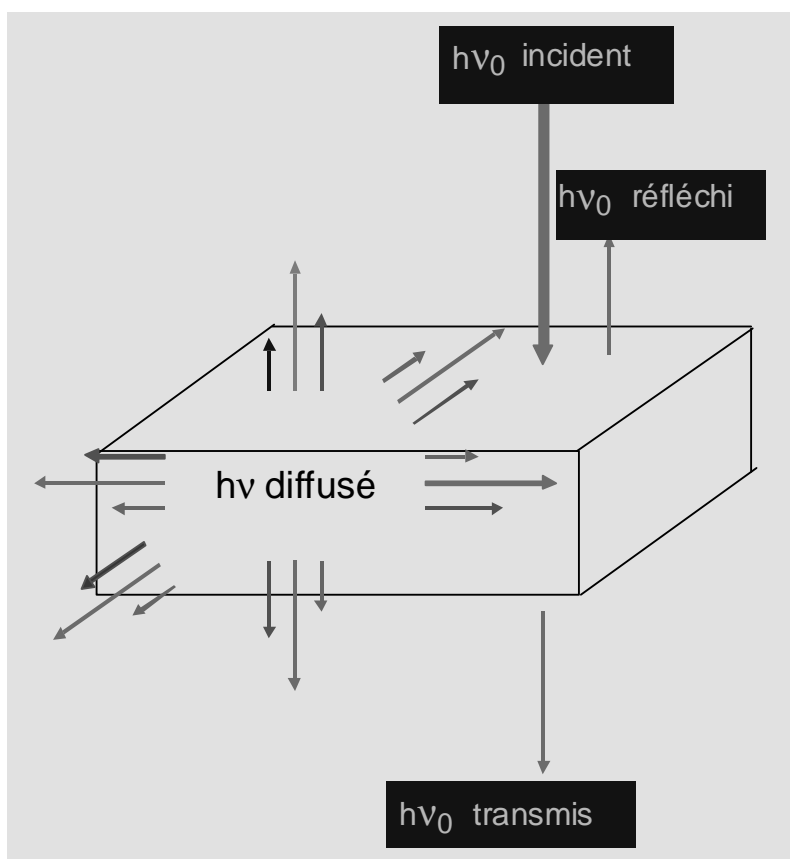 hν₀ incident
hν₀ réfléchi
hν diffusé
hν₀ transmis